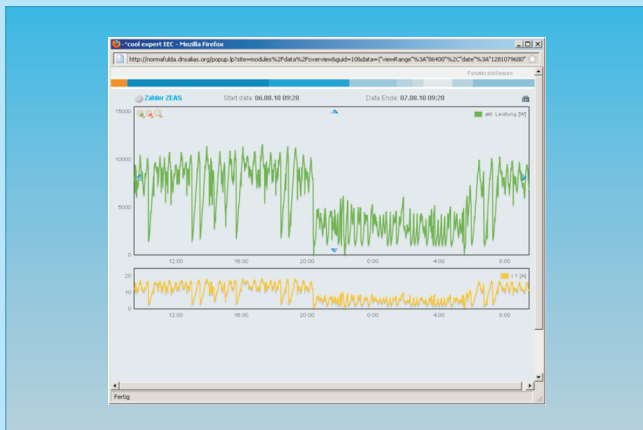 *cool expert EEC - Mozilla Firefox
http://normafulda.dnsalias.org/popup.lp?site=modules%2Fdata%2Foverview&guid=10&data={"viewRange"%3A"86400"%2C"date"%3A"1281079680"
Fenster schliessen
Zähler ZEAS Start data: 06.08.10 09:28 Data Ende: 07.08.10 09:28
akt. Leistung [W]
15000
10000
5000
0
12:00 16:00 20:00 0:00 4:00 8:00
I 1 [A]
20
10
0
12:00 16:00 20:00 0:00 4:00 8:00
Fertig